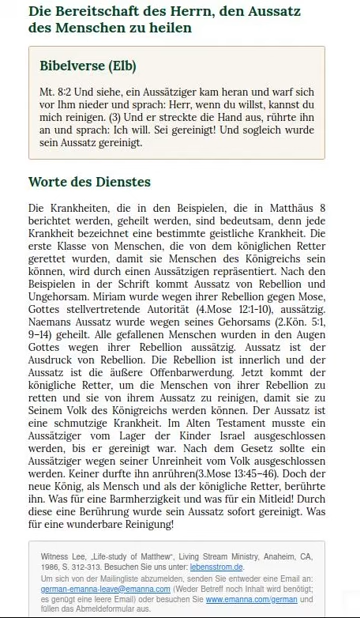 Die Bereitschaft des Herrn, den Aussatz
des Menschen zu heilen
Bibelverse (Elb)
Mt. 8:2 Und siehe, ein Aussätziger kam heran und warf sich
vor Ihm nieder und sprach: Herr, wenn du willst, kannst du
mich reinigen. (3) Und er streckte die Hand aus, rührte ihn
an und sprach: Ich will. Sei gereinigt! Und sogleich wurde
sein Aussatz gereinigt.
Worte des Dienstes
Die Krankheiten, die in den Beispielen, die in Matthäus 8
berichtet werden, geheilt werden, sind bedeutsam, denn jede
Krankheit bezeichnet eine bestimmte geistliche Krankheit. Die
erste Klasse von Menschen, die von dem königlichen Retter
gerettet wurden, damit sie Menschen des Königreichs sein
können, wird durch einen Aussätzigen repräsentiert. Nach den
Beispielen in der Schrift kommt Aussatz von Rebellion und
Ungehorsam. Miriam wurde wegen ihrer Rebellion gegen Mose,
Gottes stellvertretende Autorität (4.Mose 12:1-10), aussätzig.
Naemans Aussatz wurde wegen seines Gehorsams (2.Kön. 5:1,
9–14) geheilt. Alle gefallenen Menschen wurden in den Augen
Gottes wegen ihrer Rebellion aussätzig. Aussatz ist der
Ausdruck von Rebellion. Die Rebellion ist innerlich und der
Aussatz ist die äußere Offenbarwerdung. Jetzt kommt der
königliche Retter, um die Menschen von ihrer Rebellion zu
retten und sie von ihrem Aussatz zu reinigen, damit sie zu
Seinem Volk des Königreichs werden können. Der Aussatz ist
eine schmutzige Krankheit. Im Alten Testament musste ein
Aussätziger vom Lager der Kinder Israel ausgeschlossen
werden, bis er gereinigt war. Nach dem Gesetz sollte ein
Aussätziger wegen seiner Unreinheit vom Volk ausgeschlossen
werden. Keiner durfte ihn anrühren(3.Mose 13:45–46). Doch der
neue König, als Mensch und als der königliche Retter, berührte
ihn. Was für eine Barmherzigkeit und was für ein Mitleid! Durch
diese eine Berührung wurde sein Aussatz sofort gereinigt. Was
für eine wunderbare Reinigung!
Witness Lee, „Life-study of Matthew“, Living Stream Ministry, Anaheim, CA,
1986, S. 312-313. Besuchen Sie uns unter: lebensstrom.de.
Um sich von der Mailingliste abzumelden, senden Sie entweder eine Email an:
german-emanna-leave@emanna.com (Weder Betreff noch Inhalt wird benötigt;
es genügt eine leere Email) oder besuchen Sie www.emanna.com/german und
füllen das Abmeldeformular aus.